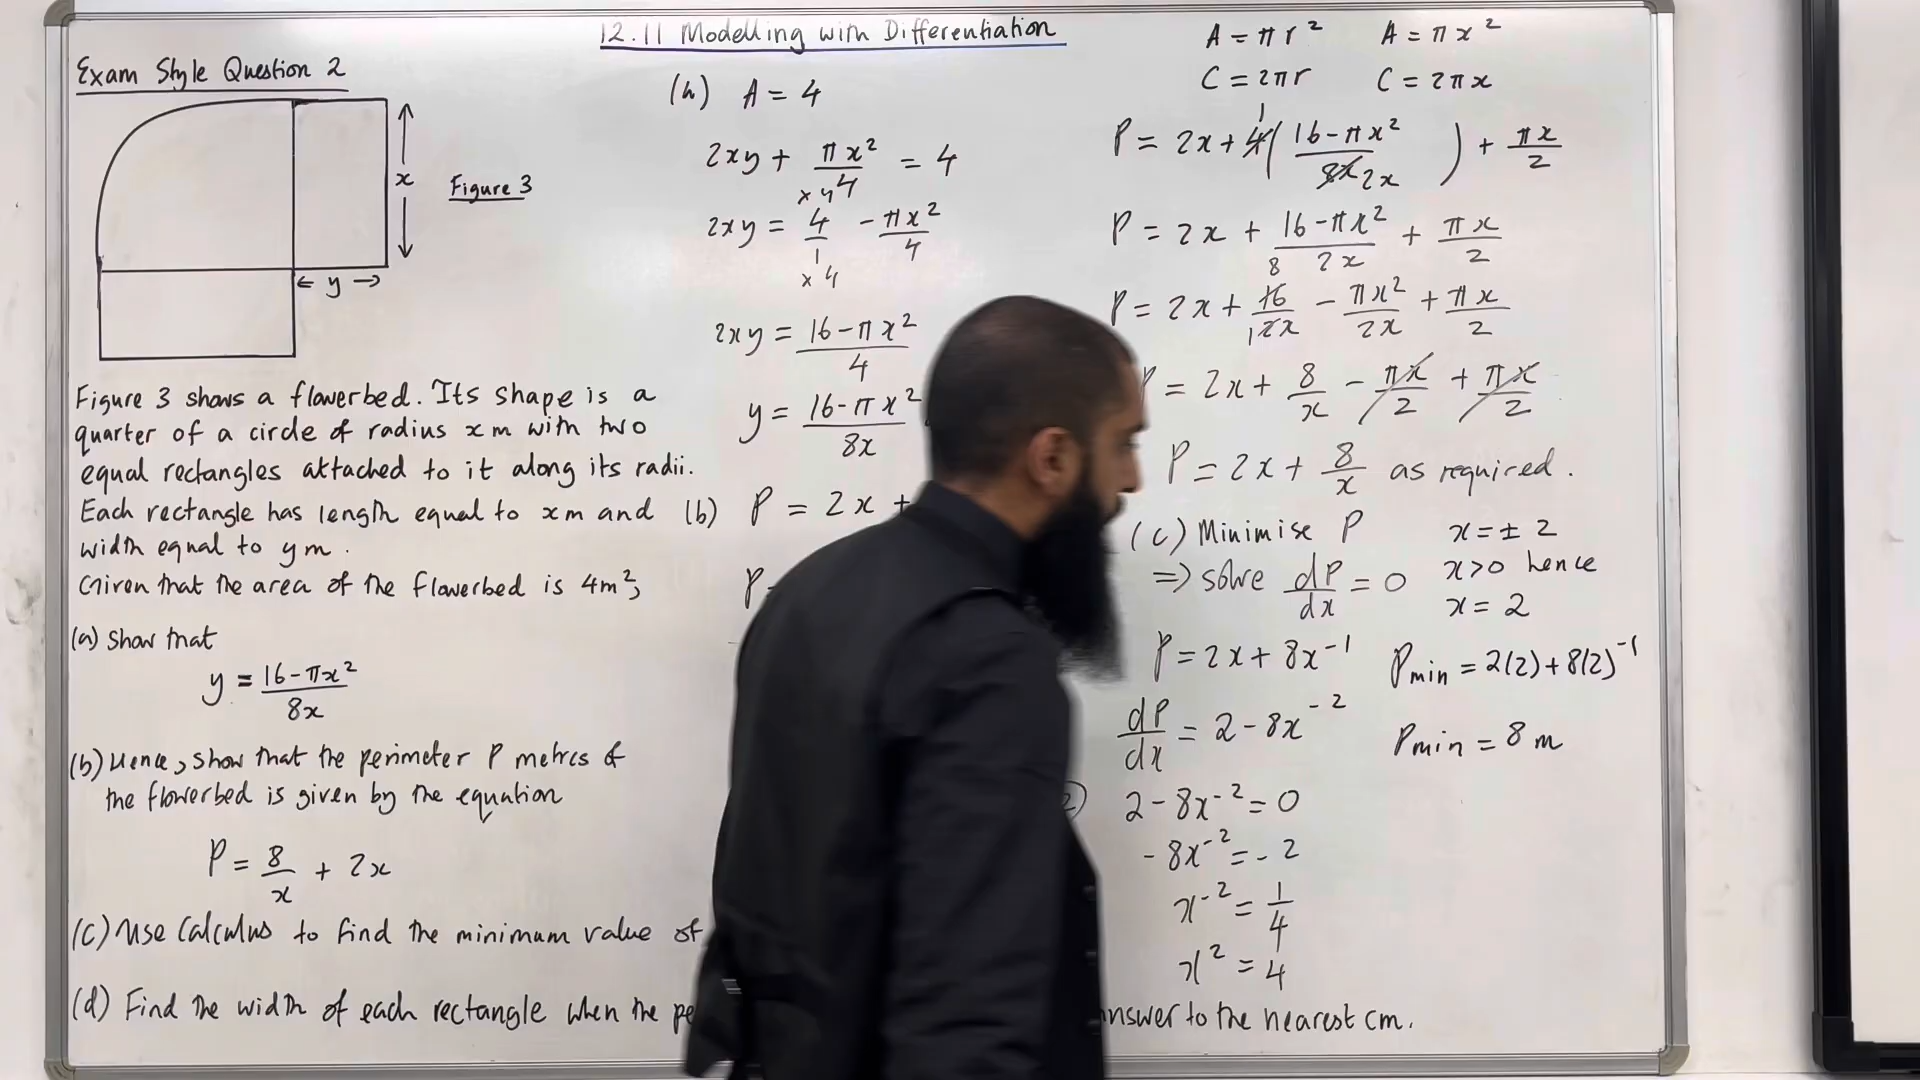 12.11 Modelling with Differentiation
Exam Style Question 2
x
Figure 3
← y →
Figure 3 shows a flowerbed. Its shape is a
quarter of a circle of radius x m with two
equal rectangles attached to it along its radii.
Each rectangle has length equal to x m and
width equal to y m.
Given that the area of the flowerbed is 4m²,
(a) Show that
y = (16-πx²)/8x
(b) Hence, show that the perimeter P metres of
the flowerbed is given by the equation
P = 8/x + 2x
(c) Use calculus to find the minimum value of
(d) Find the width of each rectangle when the
answer to the nearest cm.
A = 4
2xy + πx²/4 = 4
2xy = 4/1 - πx²/4
×4
×4
2xy = (16-πx²)/4
y = (16-πx²)/8x
(b) P = 2x +
P
A = πr² A = πx²
C = 2πr C = 2πx
P = 2x + 4((16-πx²)/8x) + πx/2
1
2x
P = 2x + (16-πx²)/2x + πx/2
8
P = 2x + 16/2x - πx²/2x + πx/2
1
P = 2x + 8/x - πx/2 + πx/2
P = 2x + 8/x as required.
(c) Minimise P
⇒ solve dP/dx = 0
P = 2x + 8x⁻¹
dP/dx = 2 - 8x⁻²
2 - 8x⁻² = 0
-8x⁻² = -2
x⁻² = 1/4
x² = 4
x = ± 2
x>0 hence
x = 2
Pmin = 2(2) + 8(2)⁻¹
Pmin = 8 m